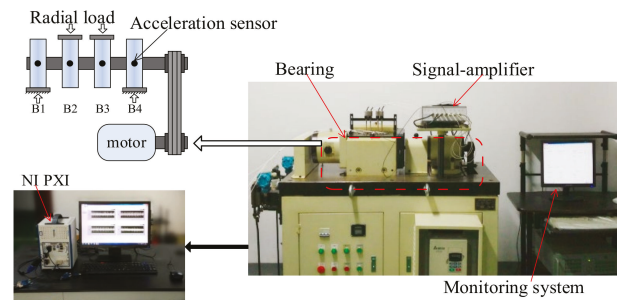 Radial load
Acceleration sensor
B1 B2 B3 B4
motor
Bearing
Signal-amplifier
NI PXI
Monitoring system